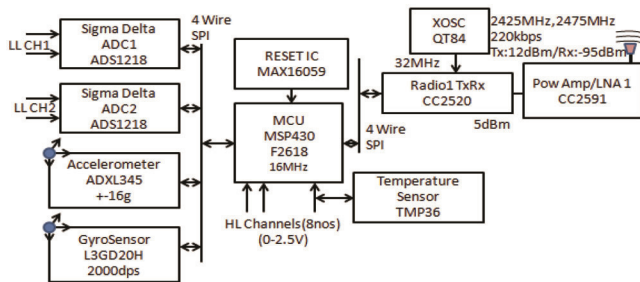 Sigma Delta
ADC1
ADS1218
LL CH1
4 Wire
SPI
Sigma Delta
ADC2
ADS1218
LL CH2
Accelerometer
ADXL345
+-16g
GyroSensor
L3GD20H
2000dps
RESET IC
MAX16059
MCU
MSP430
F2618
16MHz
HL Channels(8nos)
(0-2.5V)
4 Wire
SPI
Temperature
Sensor
TMP36
XOSC
QT84
32MHz
Radio1 TxRx
CC2520
5dBm
2425MHz,2475MHz
220kbps
Tx:12dBm/Rx:-95dBm
Pow Amp/LNA 1
CC2591